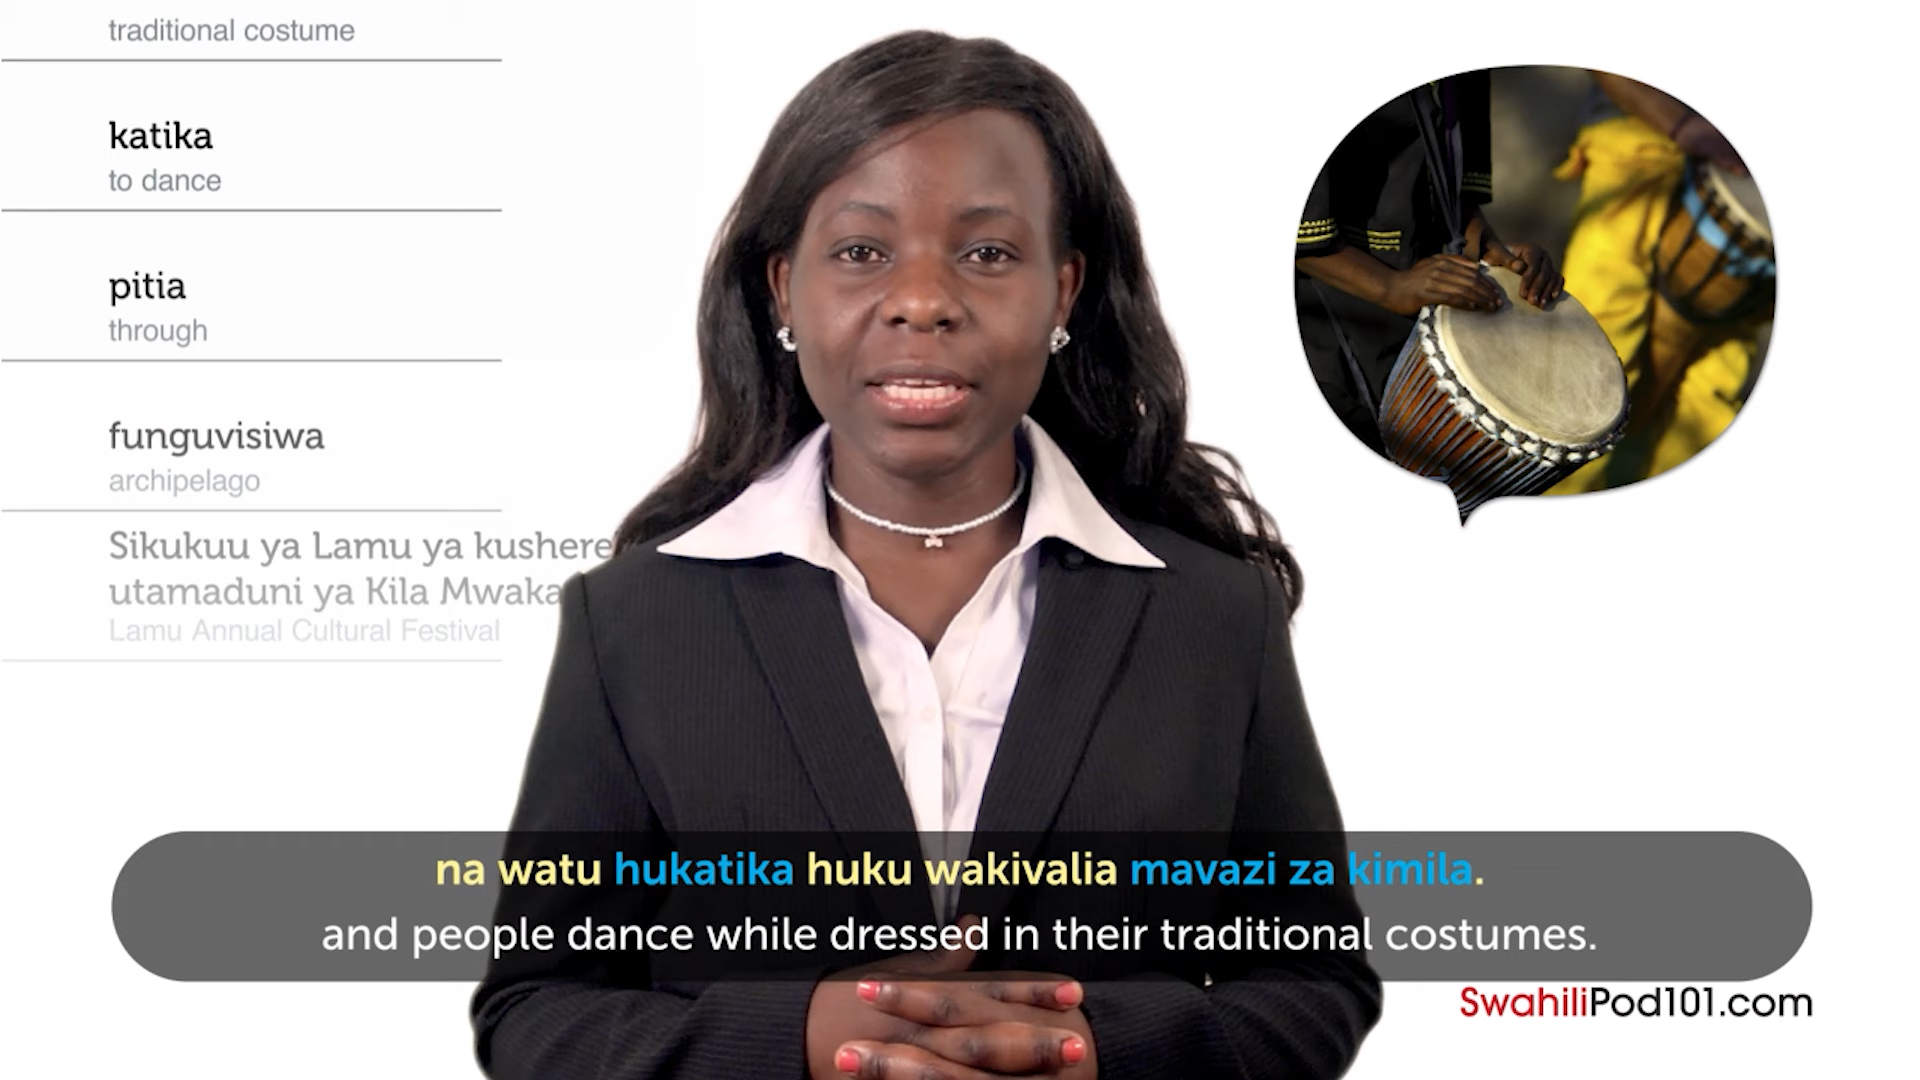 traditional costume
katika
to dance
pitia
through
funguvisiwa
archipelago
Sikukuu ya Lamu ya kushere
utamaduni ya Kila Mwaka
Lamu Annual Cultural Festival
na watu hukatika huku wakivalia mavazi za kimila.
and people dance while dressed in their traditional costumes.
SwahiliPod101.com